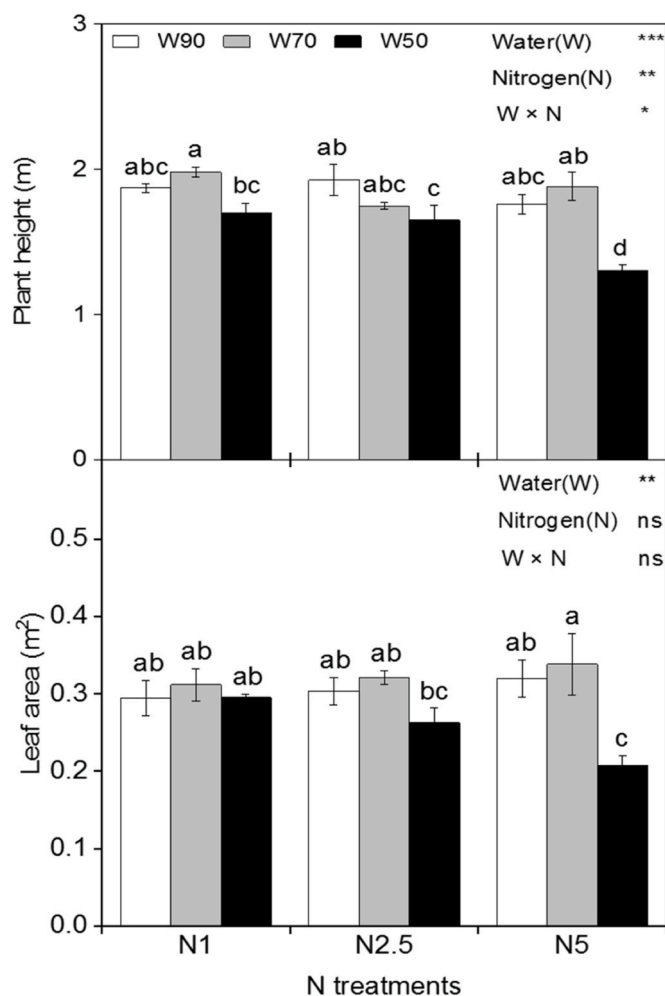 3
W90 W70 W50
Water(W) ***
Nitrogen(N) **
W × N *
Plant height (m)
2
abc a bc ab abc c abc ab d
1
0
Water(W) **
Nitrogen(N) ns
W × N ns
Leaf area (m²)
0.5
0.4
ab ab ab ab ab bc ab a c
0.3
0.2
0.1
0.0
N1 N2.5 N5
N treatments